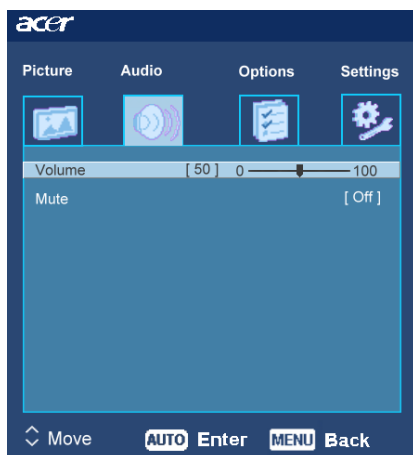 acer
Picture Audio Options Settings
Volume [ 50 ] 0 100
Mute [ Off ]
Move AUTO Enter MENU Back